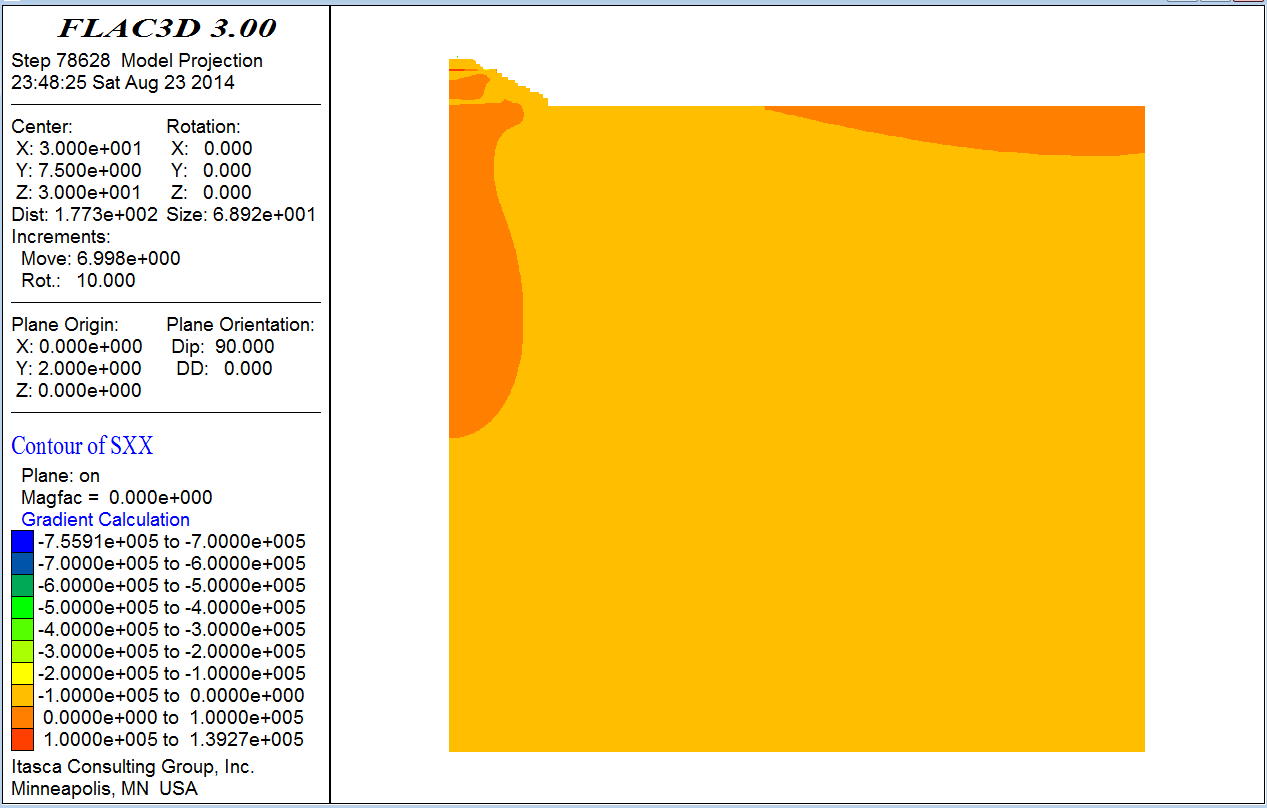 FLAC3D 3.00
Step 78628  Model Projection
23:48:25 Sat Aug 23 2014
Center: Rotation:
X: 3.000e+001 X: 0.000
Y: 7.500e+000 Y: 0.000
Z: 3.000e+001 Z: 0.000
Dist: 1.773e+002 Size: 6.892e+001
Increments:
Move: 6.998e+000
Rot.: 10.000
Plane Origin: Plane Orientation:
X: 0.000e+000 Dip: 90.000
Y: 2.000e+000 DD: 0.000
Z: 0.000e+000
Contour of SXX
Plane: on
Magfac = 0.000e+000
Gradient Calculation
-7.5591e+005 to -7.0000e+005
-7.0000e+005 to -6.0000e+005
-6.0000e+005 to -5.0000e+005
-5.0000e+005 to -4.0000e+005
-4.0000e+005 to -3.0000e+005
-3.0000e+005 to -2.0000e+005
-2.0000e+005 to -1.0000e+005
-1.0000e+005 to 0.0000e+000
0.0000e+000 to 1.0000e+005
1.0000e+005 to 1.3927e+005
Itasca Consulting Group, Inc.
Minneapolis, MN  USA